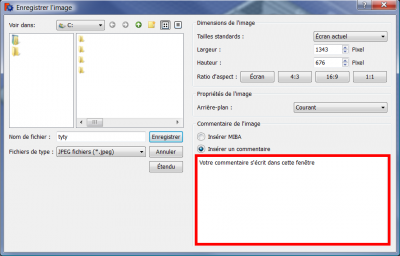 Enregistrer l'image
Voir dans: C:
Nom de fichier : tyty Enregistrer
Fichiers de type : JPEG fichiers (*.jpeg) Annuler
Étendu
Dimensions de l'image
Tailles standards : Écran actuel
Largeur : 1343 Pixel
Hauteur : 676 Pixel
Ratio d'aspect : Écran 4:3 16:9 1:1
Propriétés de l'image
Arrière-plan : Courant
Commentaire de l'image
Insérer MIBA
Insérer un commentaire
Votre commentaire s'écrit dans cette fenêtre